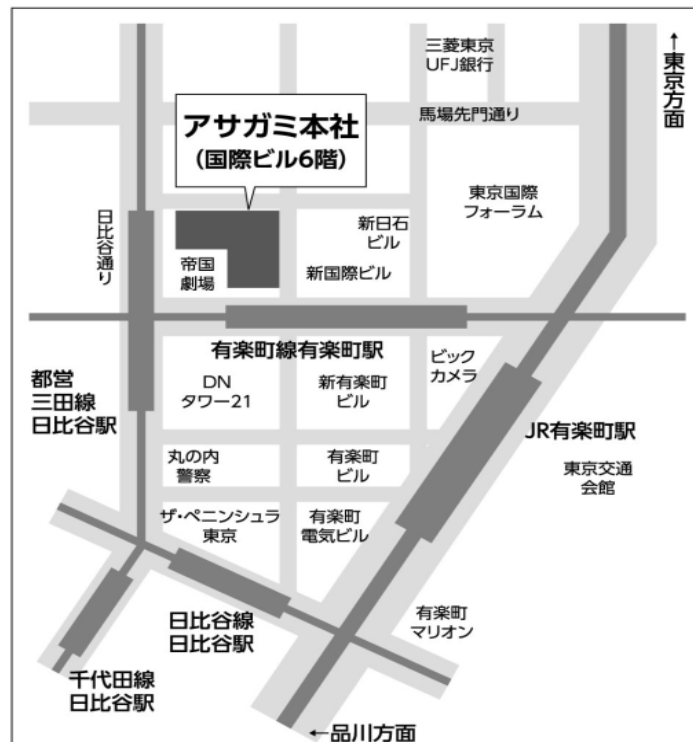 三菱東京
UFJ銀行
↑東京方面
馬場先門通り
アサガミ本社
(国際ビル6階)
東京国際
フォーラム
日比谷通り
新日石
ビル
帝国
劇場
新国際ビル
有楽町線有楽町駅
ビック
カメラ
都営
三田線
日比谷駅
DN
タワー21
新有楽町
ビル
JR有楽町駅
丸の内
警察
有楽町
ビル
東京交通
会館
ザ・ペニンシュラ
東京
有楽町
電気ビル
日比谷線
日比谷駅
有楽町
マリオン
千代田線
日比谷駅
←品川方面